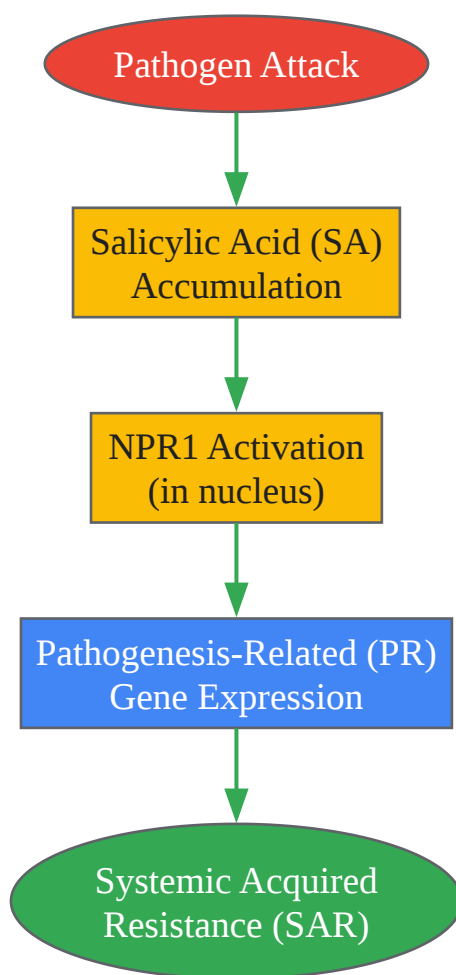 Pathogen Attack
Salicylic Acid (SA)
Accumulation
NPR1 Activation
(in nucleus)
Pathogenesis-Related (PR)
Gene Expression
Systemic Acquired
Resistance (SAR)